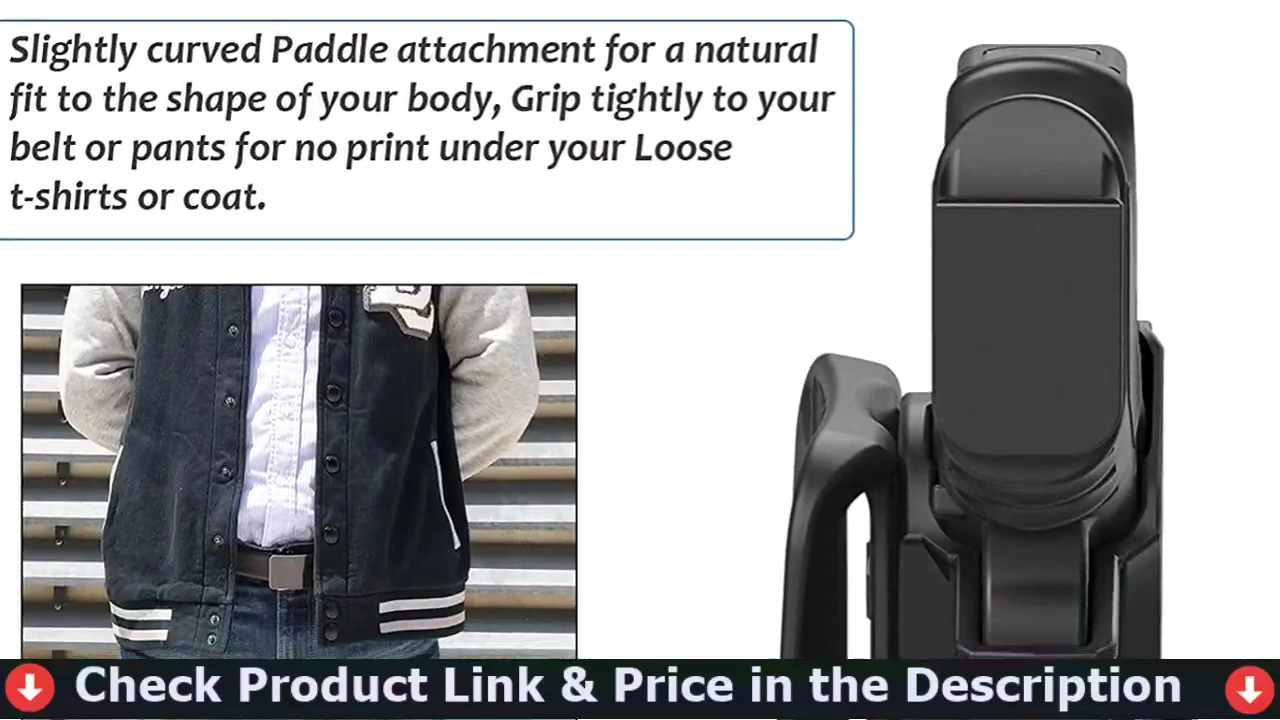 Slightly curved Paddle attachment for a natural
fit to the shape of your body, Grip tightly to your
belt or pants for no print under your Loose
t-shirts or coat.
Check Product Link & Price in the Description